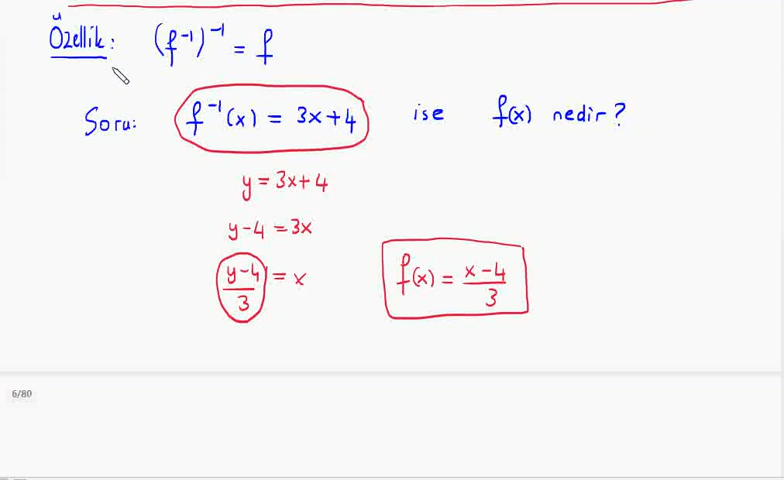 Özellik: (f⁻¹)⁻¹ = f
Soru: f⁻¹(x) = 3x+4 ise f(x) nedir?
y = 3x+4
y-4 = 3x
(y-4)/3 = x
f(x) = (x-4)/3
6/80